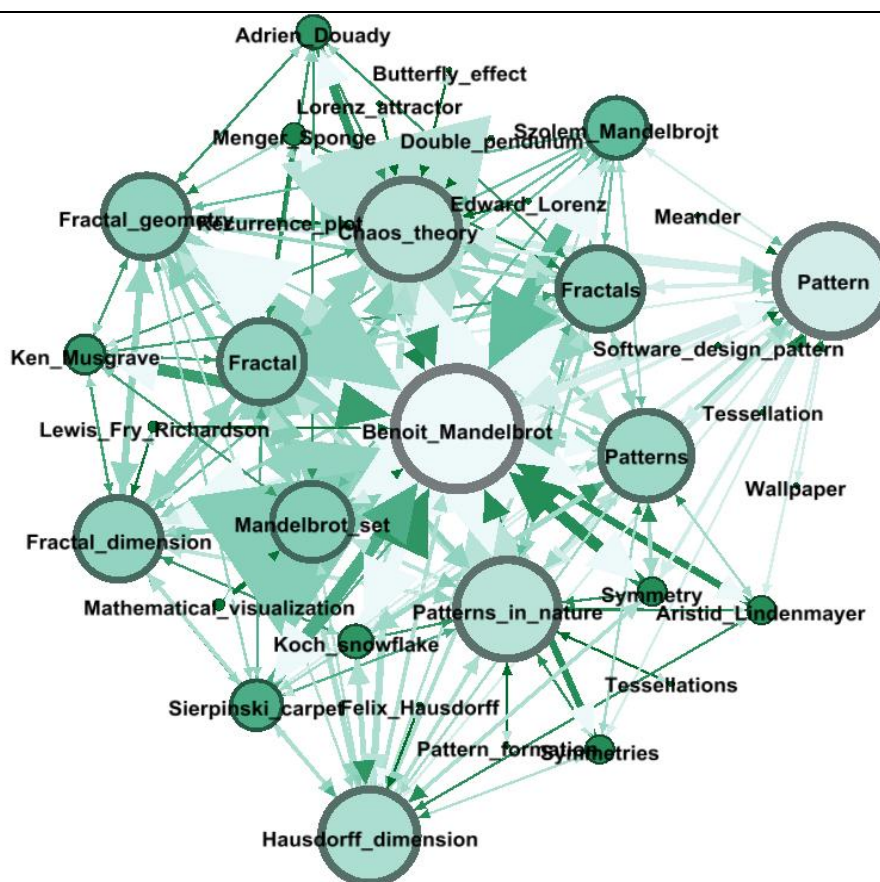 Adrien_Douady
Butterfly_effect
Lorenz_attractor
Menger_Sponge
Double_pendulum
Szolem_Mandelbrojt
Edward_Lorenz
Meander
Fractal_geometry
Recurrence_plot
Chaos_theory
Pattern
Fractals
Software_design_pattern
Ken_Musgrave
Fractal
Tessellation
Lewis_Fry_Richardson
Benoit_Mandelbrot
Patterns
Wallpaper
Mandelbrot_set
Fractal_dimension
Symmetry
Mathematical_visualization
Patterns_in_nature
Aristid_Lindenmayer
Koch_snowflake
Tessellations
Sierpinski_carpet
Felix_Hausdorff
Pattern_formation
Symmetries
Hausdorff_dimension